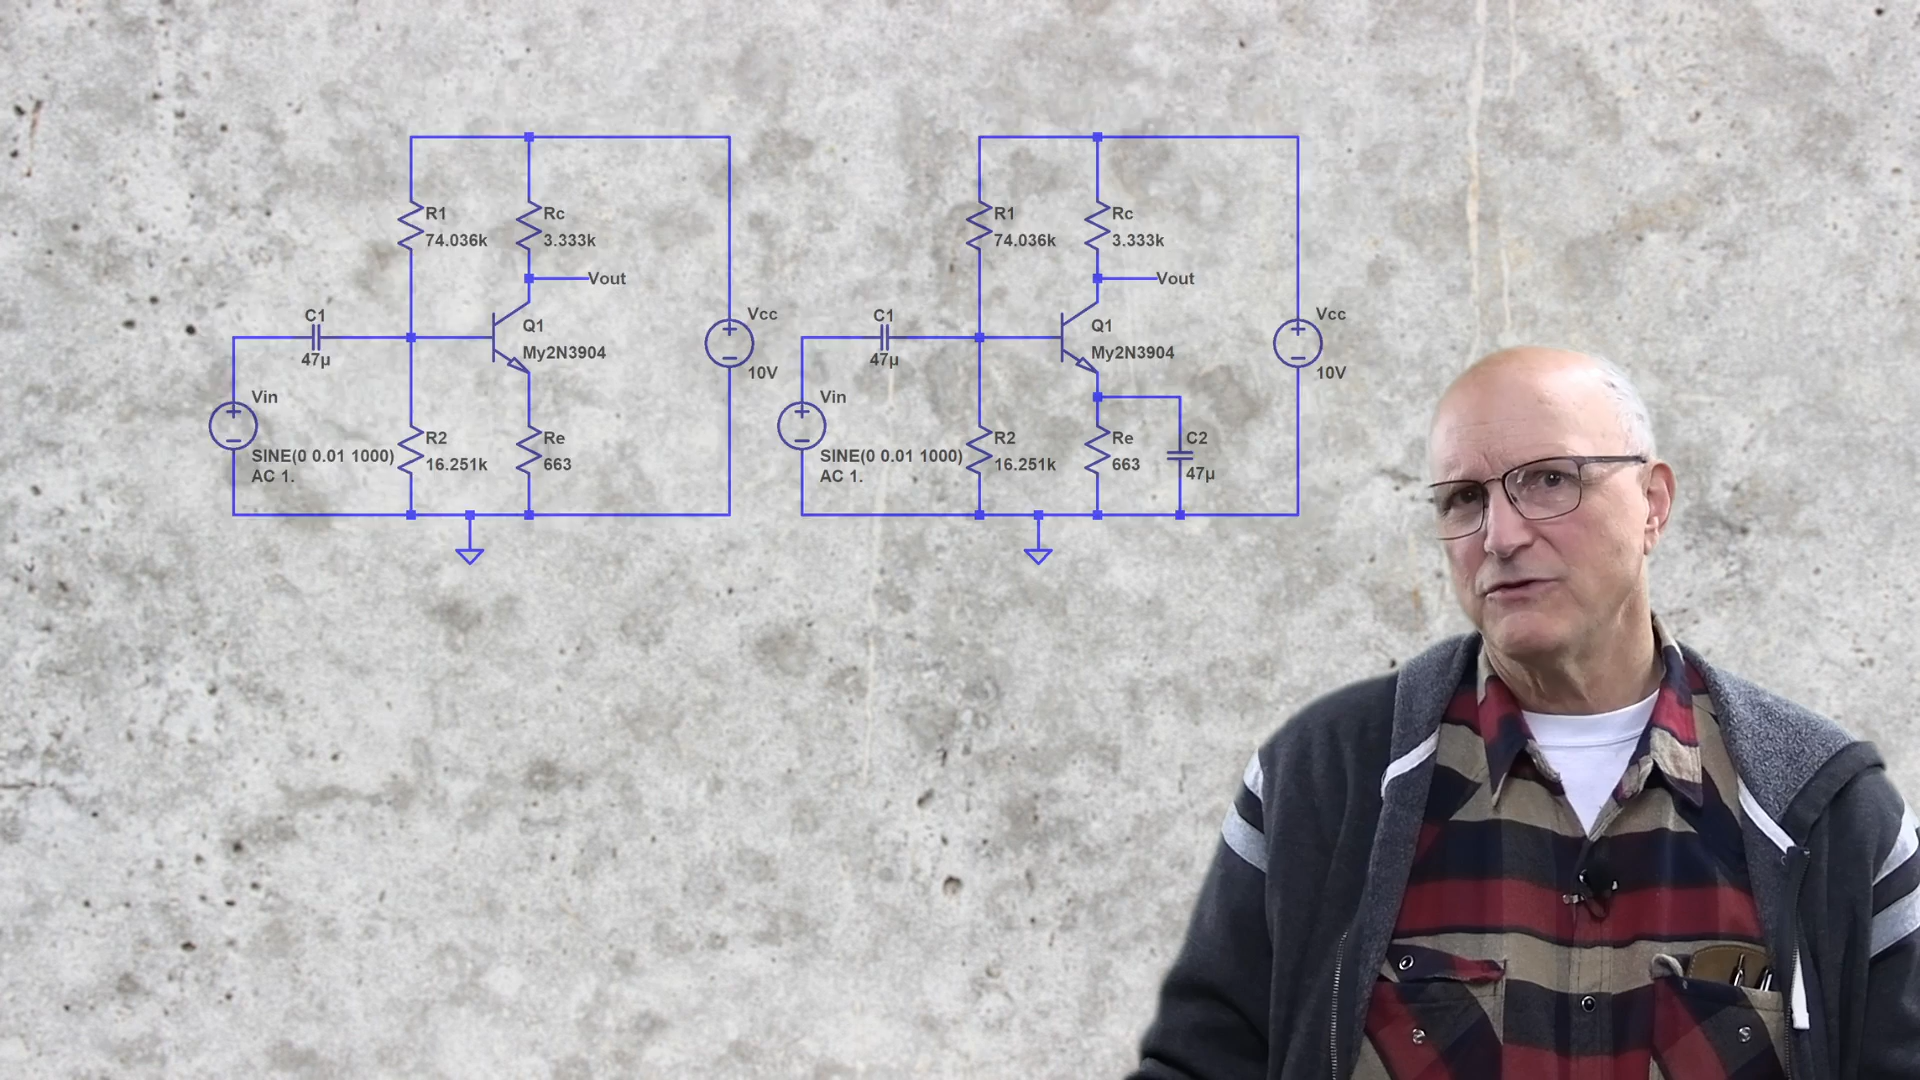 R1
74.036k
Rc
3.333k
Vout
C1
47µ
Q1
My2N3904
Vcc
10V
Vin
SINE(0 0.01 1000)
AC 1.
R2
16.251k
Re
663
R1
74.036k
Rc
3.333k
Vout
C1
47µ
Q1
My2N3904
Vcc
10V
Vin
SINE(0 0.01 1000)
AC 1.
R2
16.251k
Re
663
C2
47µ